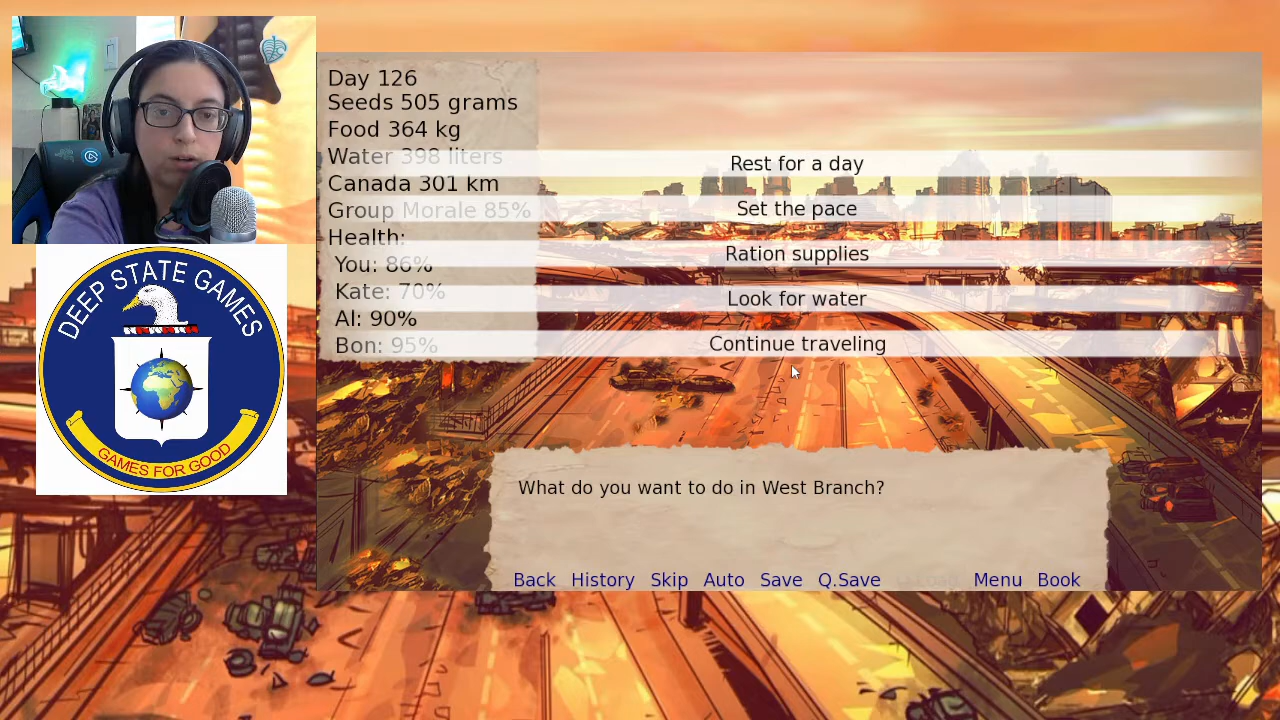 Day 126
Seeds 505 grams
Food 364 kg
Water 398 liters
Canada 301 km
Group Morale 85%
Health:
You: 86%
Kate: 70%
Al: 90%
Bon: 95%
Rest for a day
Set the pace
Ration supplies
Look for water
Continue traveling
DEEP STATE GAMES
GAMES FOR GOOD
What do you want to do in West Branch?
Back History Skip Auto Save Q.Save Q.Load Menu Book